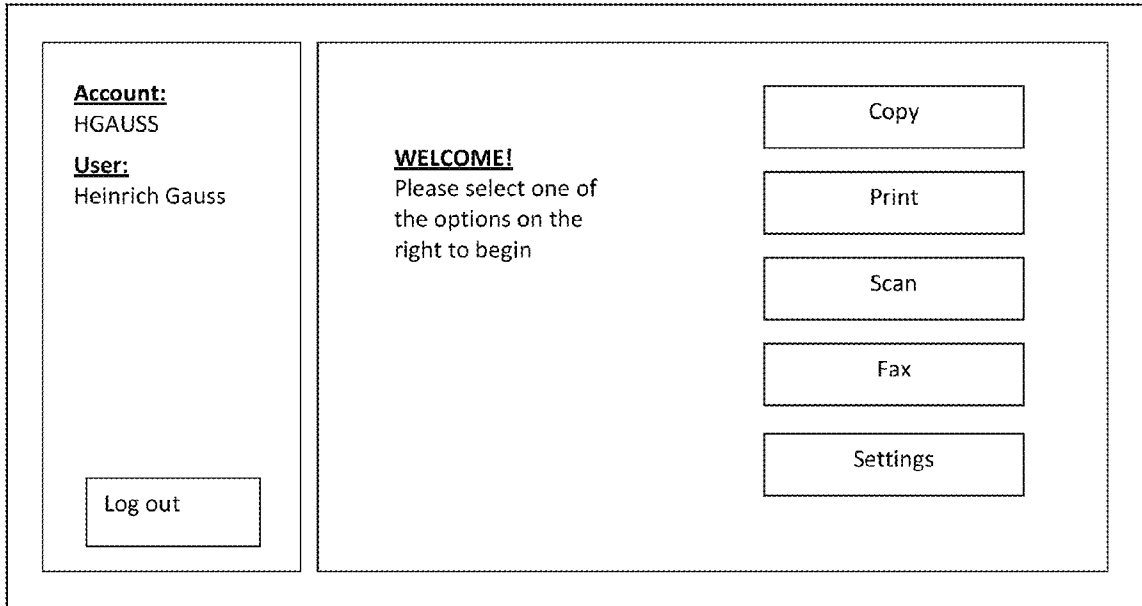 Account:
HGAUSS
User:
Heinrich Gauss
Log out
WELCOME!
Please select one of
the options on the
right to begin
Copy
Print
Scan
Fax
Settings